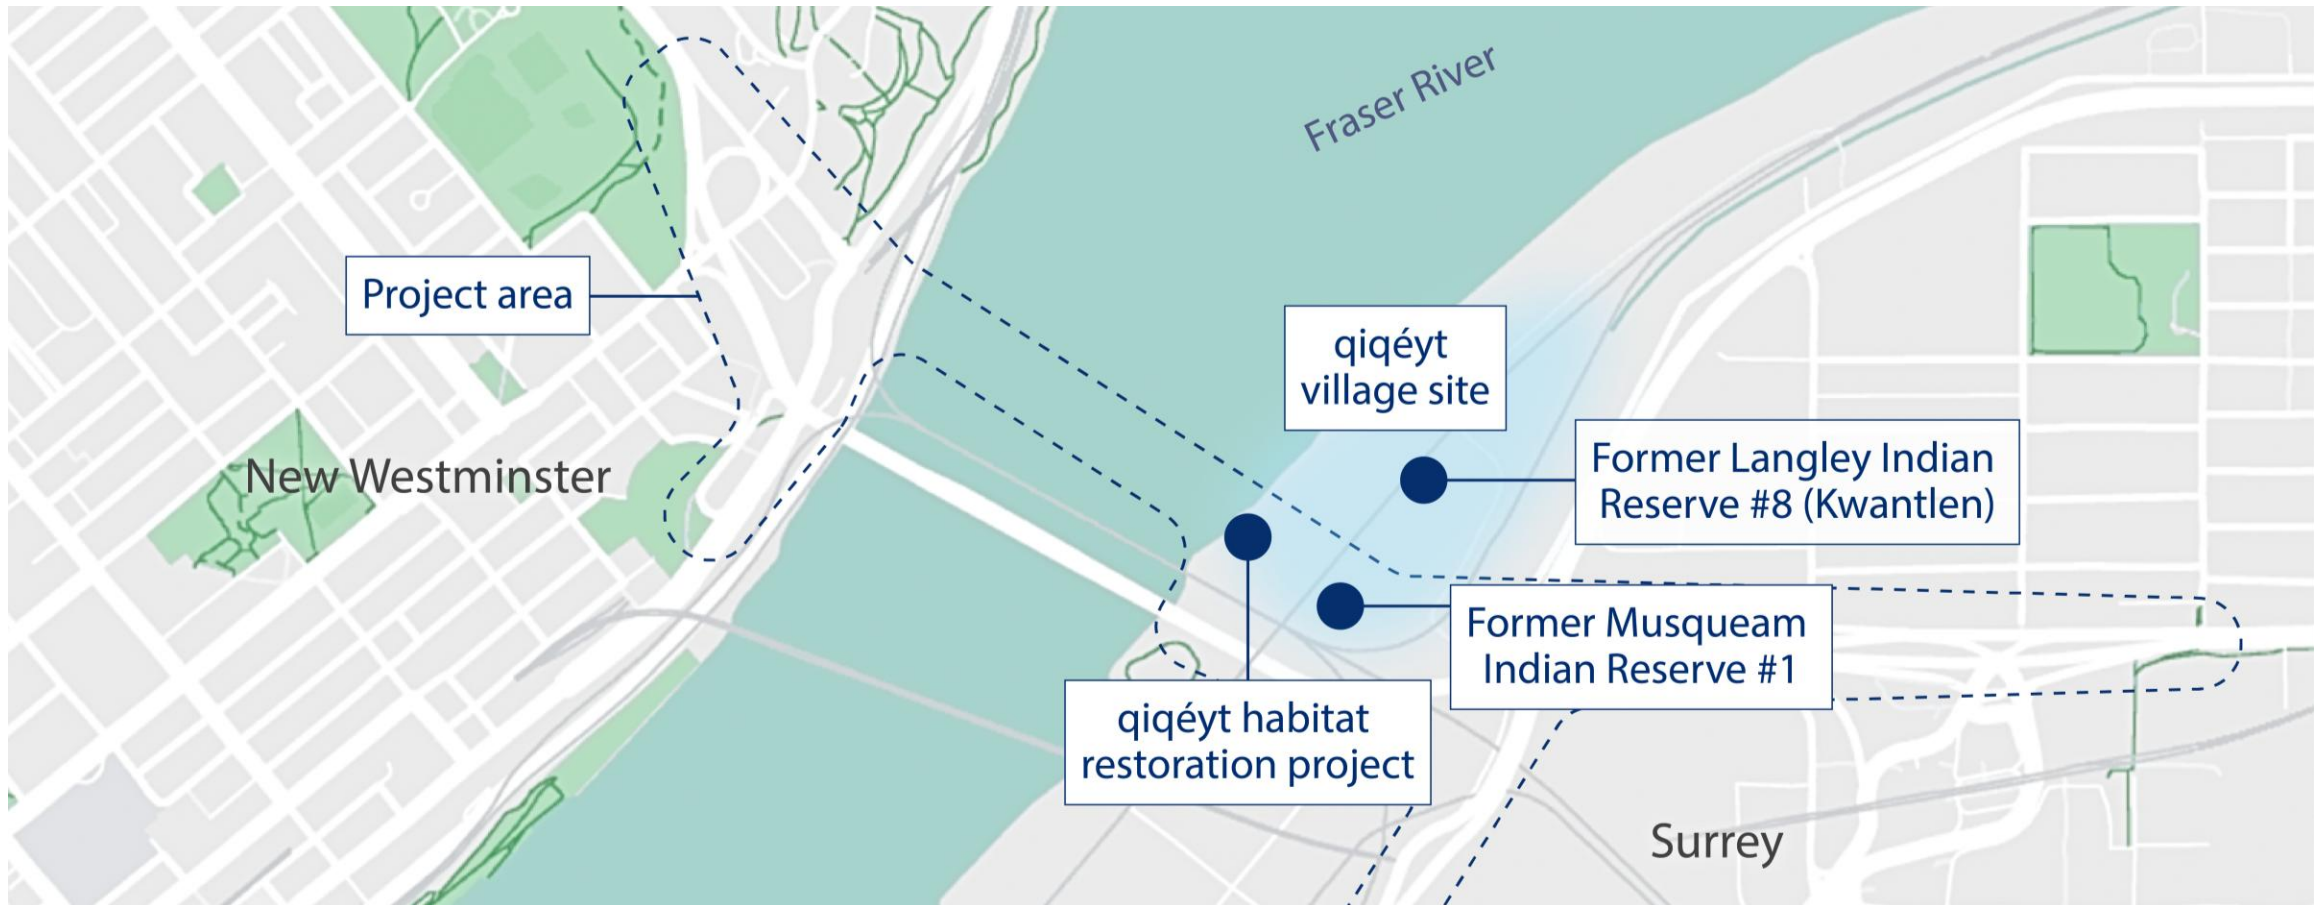 Fraser River
Project area
qiqéyt
village site
New Westminster
Former Langley Indian
Reserve #8 (Kwantlen)
Former Musqueam
Indian Reserve #1
qiqéyt habitat
restoration project
Surrey